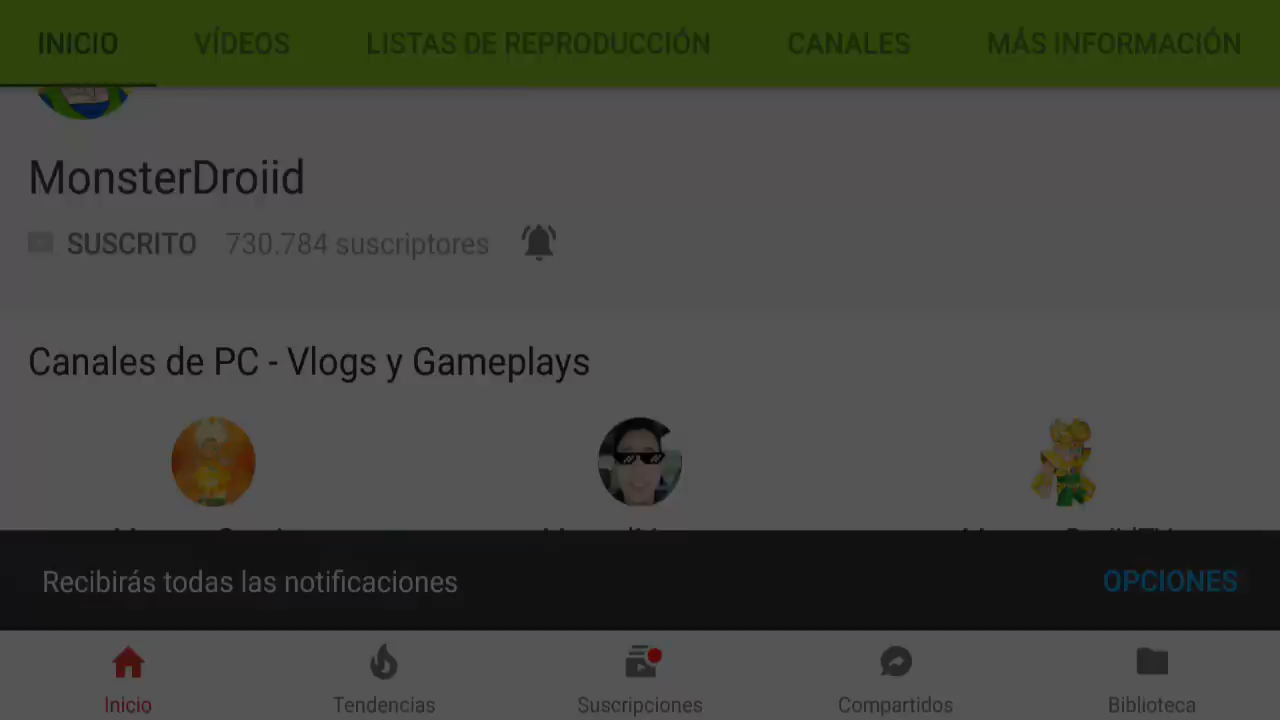 INICIO VÍDEOS LISTAS DE REPRODUCCIÓN CANALES MÁS INFORMACIÓN
MonsterDroiid
SUSCRITO 730.784 suscriptores
Canales de PC - Vlogs y Gameplays
Recibirás todas las notificaciones OPCIONES
Inicio Tendencias Suscripciones Compartidos Biblioteca